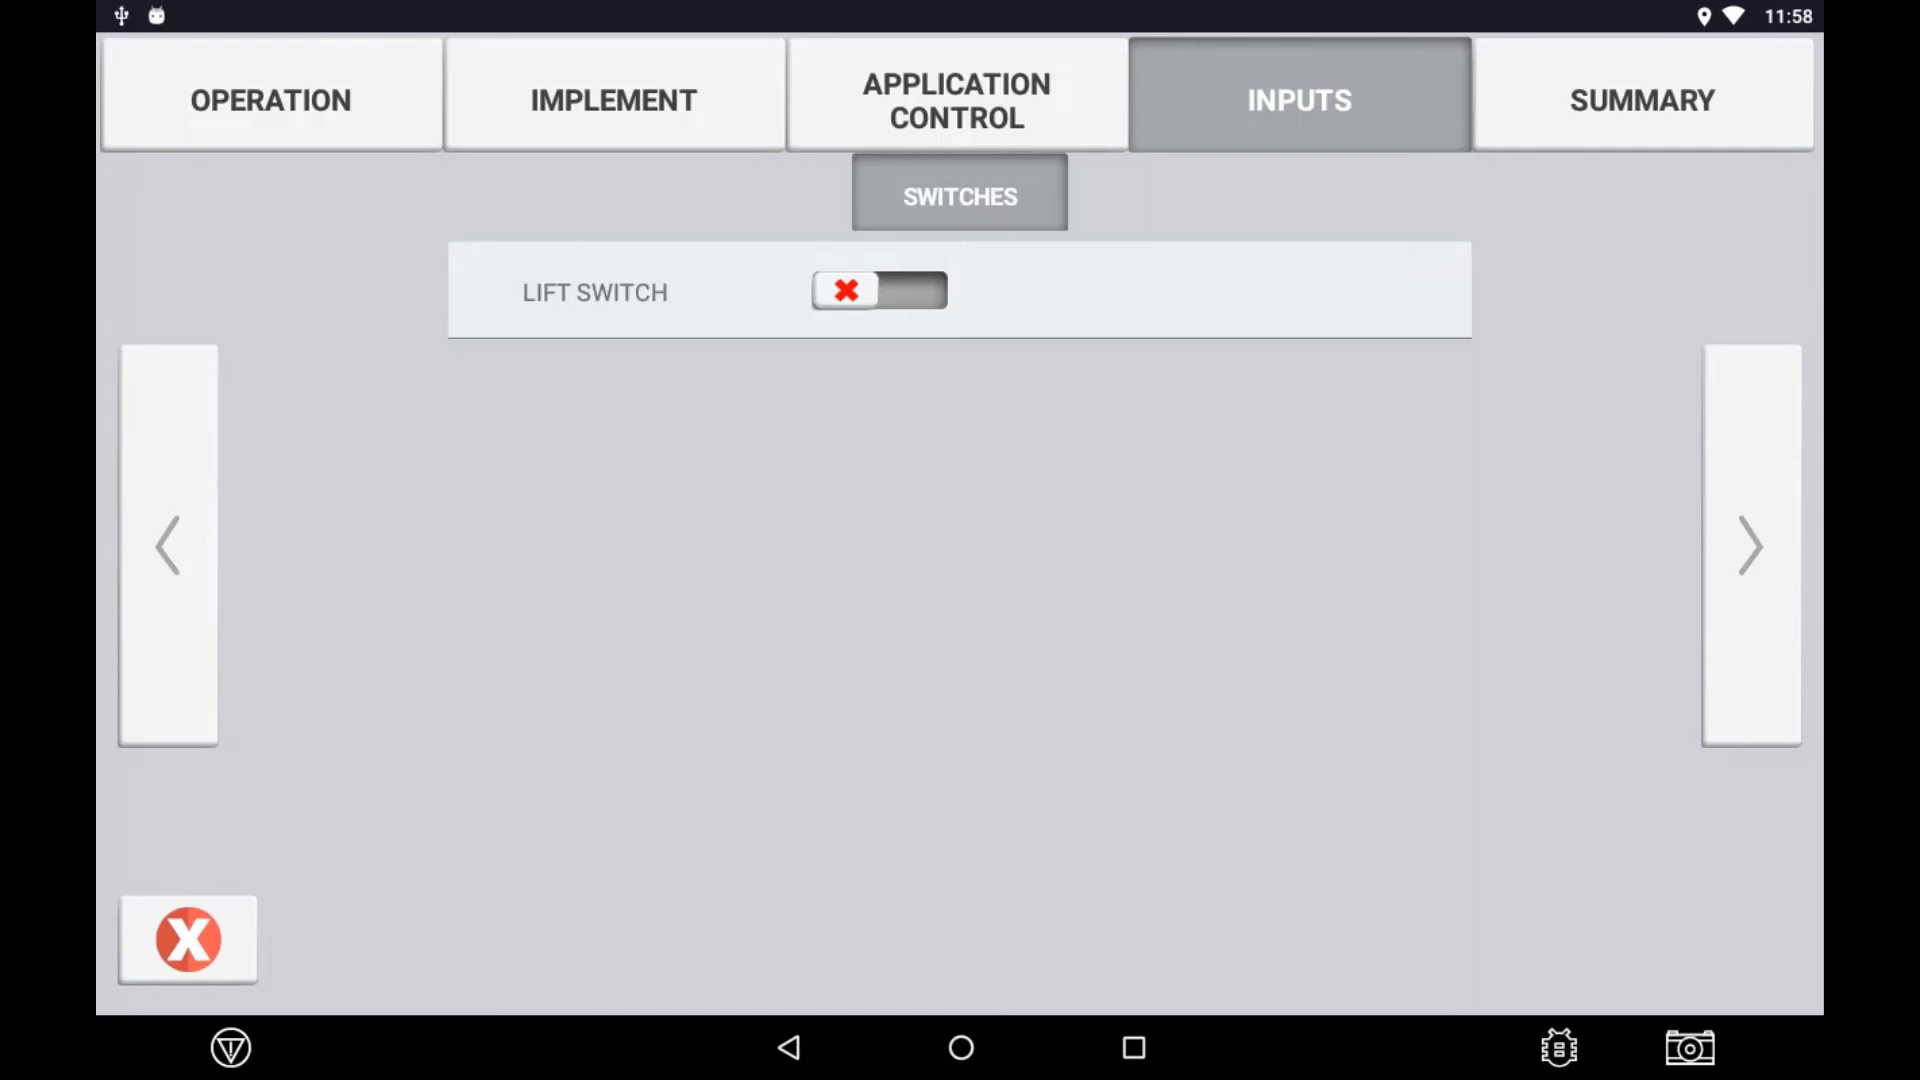 11:58
OPERATION
IMPLEMENT
APPLICATION
CONTROL
INPUTS
SUMMARY
SWITCHES
LIFT SWITCH